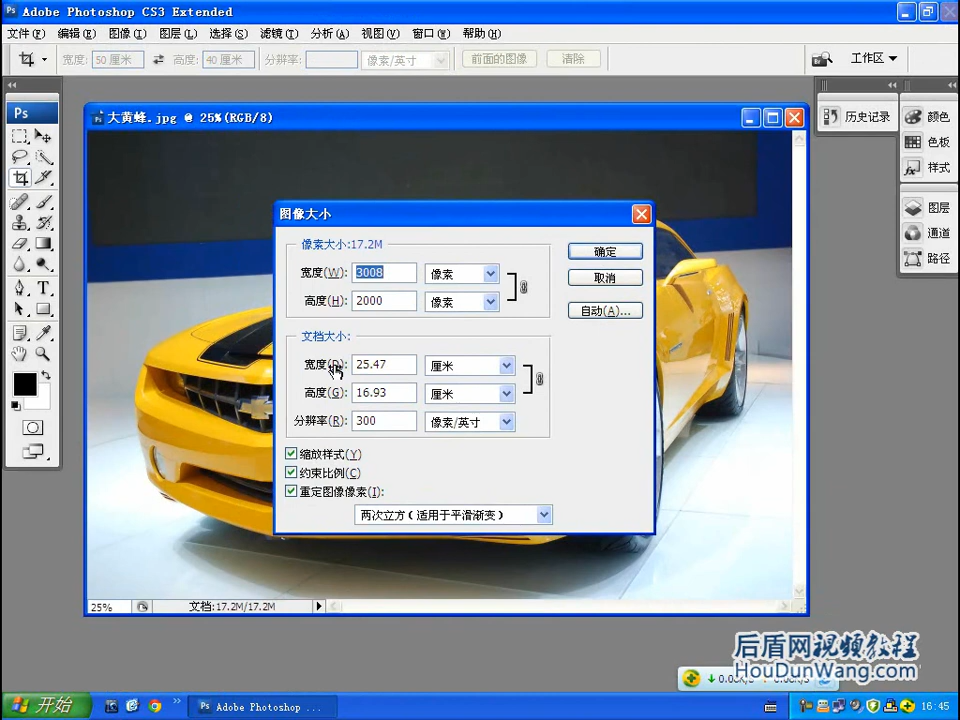 Ps Adobe Photoshop CS3 Extended
文件(F) 编辑(E) 图像(I) 图层(L) 选择(S) 滤镜(T) 分析(A) 视图(V) 窗口(W) 帮助(H)
宽度: 50 厘米 高度: 40 厘米 分辨率: 像素/英寸 前面的图像 清除 工作区
Ps
大黄蜂.jpg @ 25%(RGB/8)
历史记录
颜色
色板
样式
图层
通道
路径
图像大小
像素大小:17.2M
宽度(W): 3008 像素
高度(H): 2000 像素
确定
取消
自动(A)...
文档大小:
宽度(D): 25.47 厘米
高度(G): 16.93 厘米
分辨率(R): 300 像素/英寸
缩放样式(Y)
约束比例(C)
重定图像像素(I):
两次立方(适用于平滑渐变)
25% 文档:17.2M/17.2M
后盾网视频教程
HouDunWang.com
开始 Ps Adobe Photoshop ... 16:45